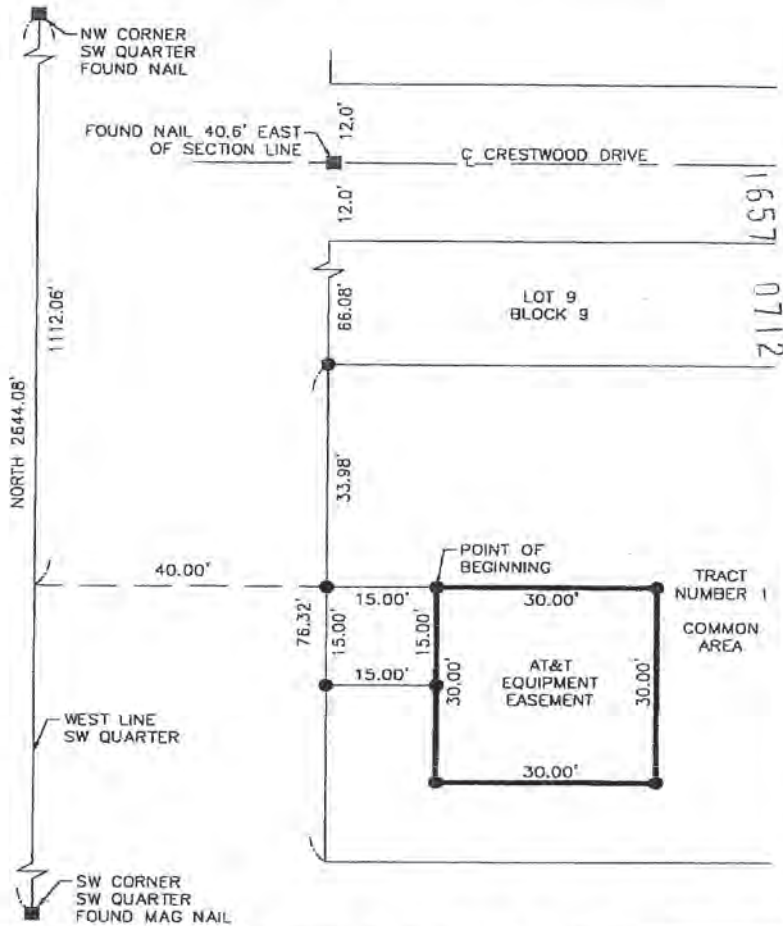 NW CORNER
SW QUARTER
FOUND NAIL
FOUND NAIL 40.6' EAST
OF SECTION LINE
12.0'
℄ CRESTWOOD DRIVE
12.0'
1657
0712
1112.06'
NORTH 2644.08'
66.08'
LOT 9
BLOCK 9
33.98'
40.00'
POINT OF
BEGINNING
15.00'
30.00'
TRACT
NUMBER 1
COMMON
AREA
76.32'
15.00'
15.00'
15.00'
30.00'
AT&T
EQUIPMENT
EASEMENT
30.00'
30.00'
WEST LINE
SW QUARTER
SW CORNER
SW QUARTER
FOUND MAG NAIL